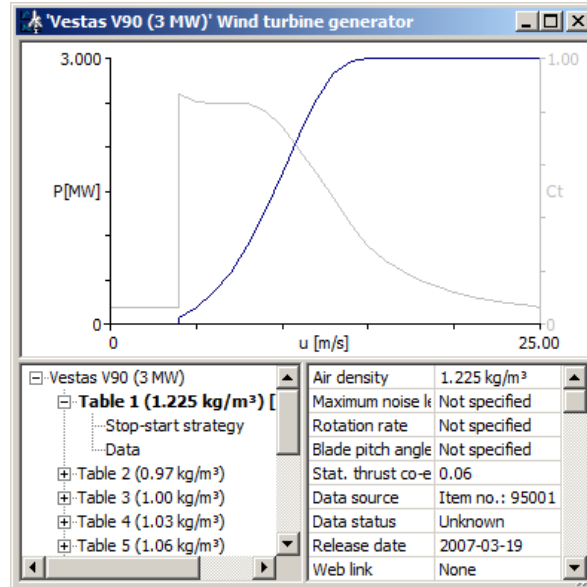 'Vestas V90 (3 MW)' Wind turbine generator
3.000
1.00
P[MW]
Ct
0
0
0
u [m/s]
25.00
Vestas V90 (3 MW)
Table 1 (1.225 kg/m³) [
Stop-start strategy
Data
Table 2 (0.97 kg/m³)
Table 3 (1.00 kg/m³)
Table 4 (1.03 kg/m³)
Table 5 (1.06 kg/m³)
Air density 1.225 kg/m³
Maximum noise le Not specified
Rotation rate Not specified
Blade pitch angle Not specified
Stat. thrust co-e 0.06
Data source Item no.: 95001
Data status Unknown
Release date 2007-03-19
Web link None